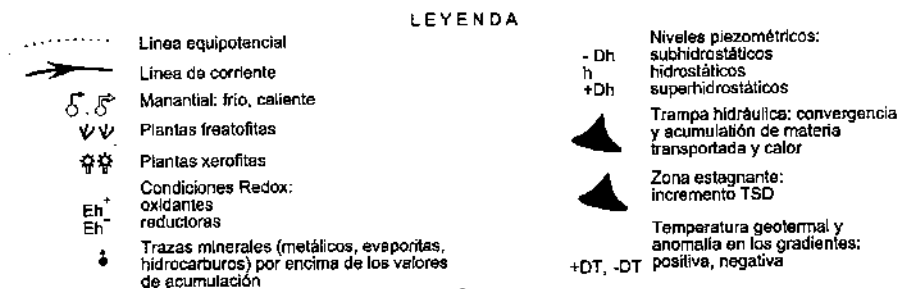 LEYENDA
Linea equipotencial
Linea de corriente
Manantial: frío, caliente
Plantas freatofitas
Plantas xerofitas
Condiciones Redox:
Eh+ oxidantes
Eh- reductoras
Trazas minerales (metálicos, evaporitas,
hidrocarburos) por encima de los valores
de acumulación
Niveles piezométricos:
- Dh subhidrostáticos
h hidrostáticos
+Dh superhidrostáticos
Trampa hidráulica: convergencia
y acumulatión de materia
transportada y calor
Zona estagnante:
incremento TSD
Temperatura geotermal y
anomalía en los gradientes:
+DT, -DT positiva, negativa